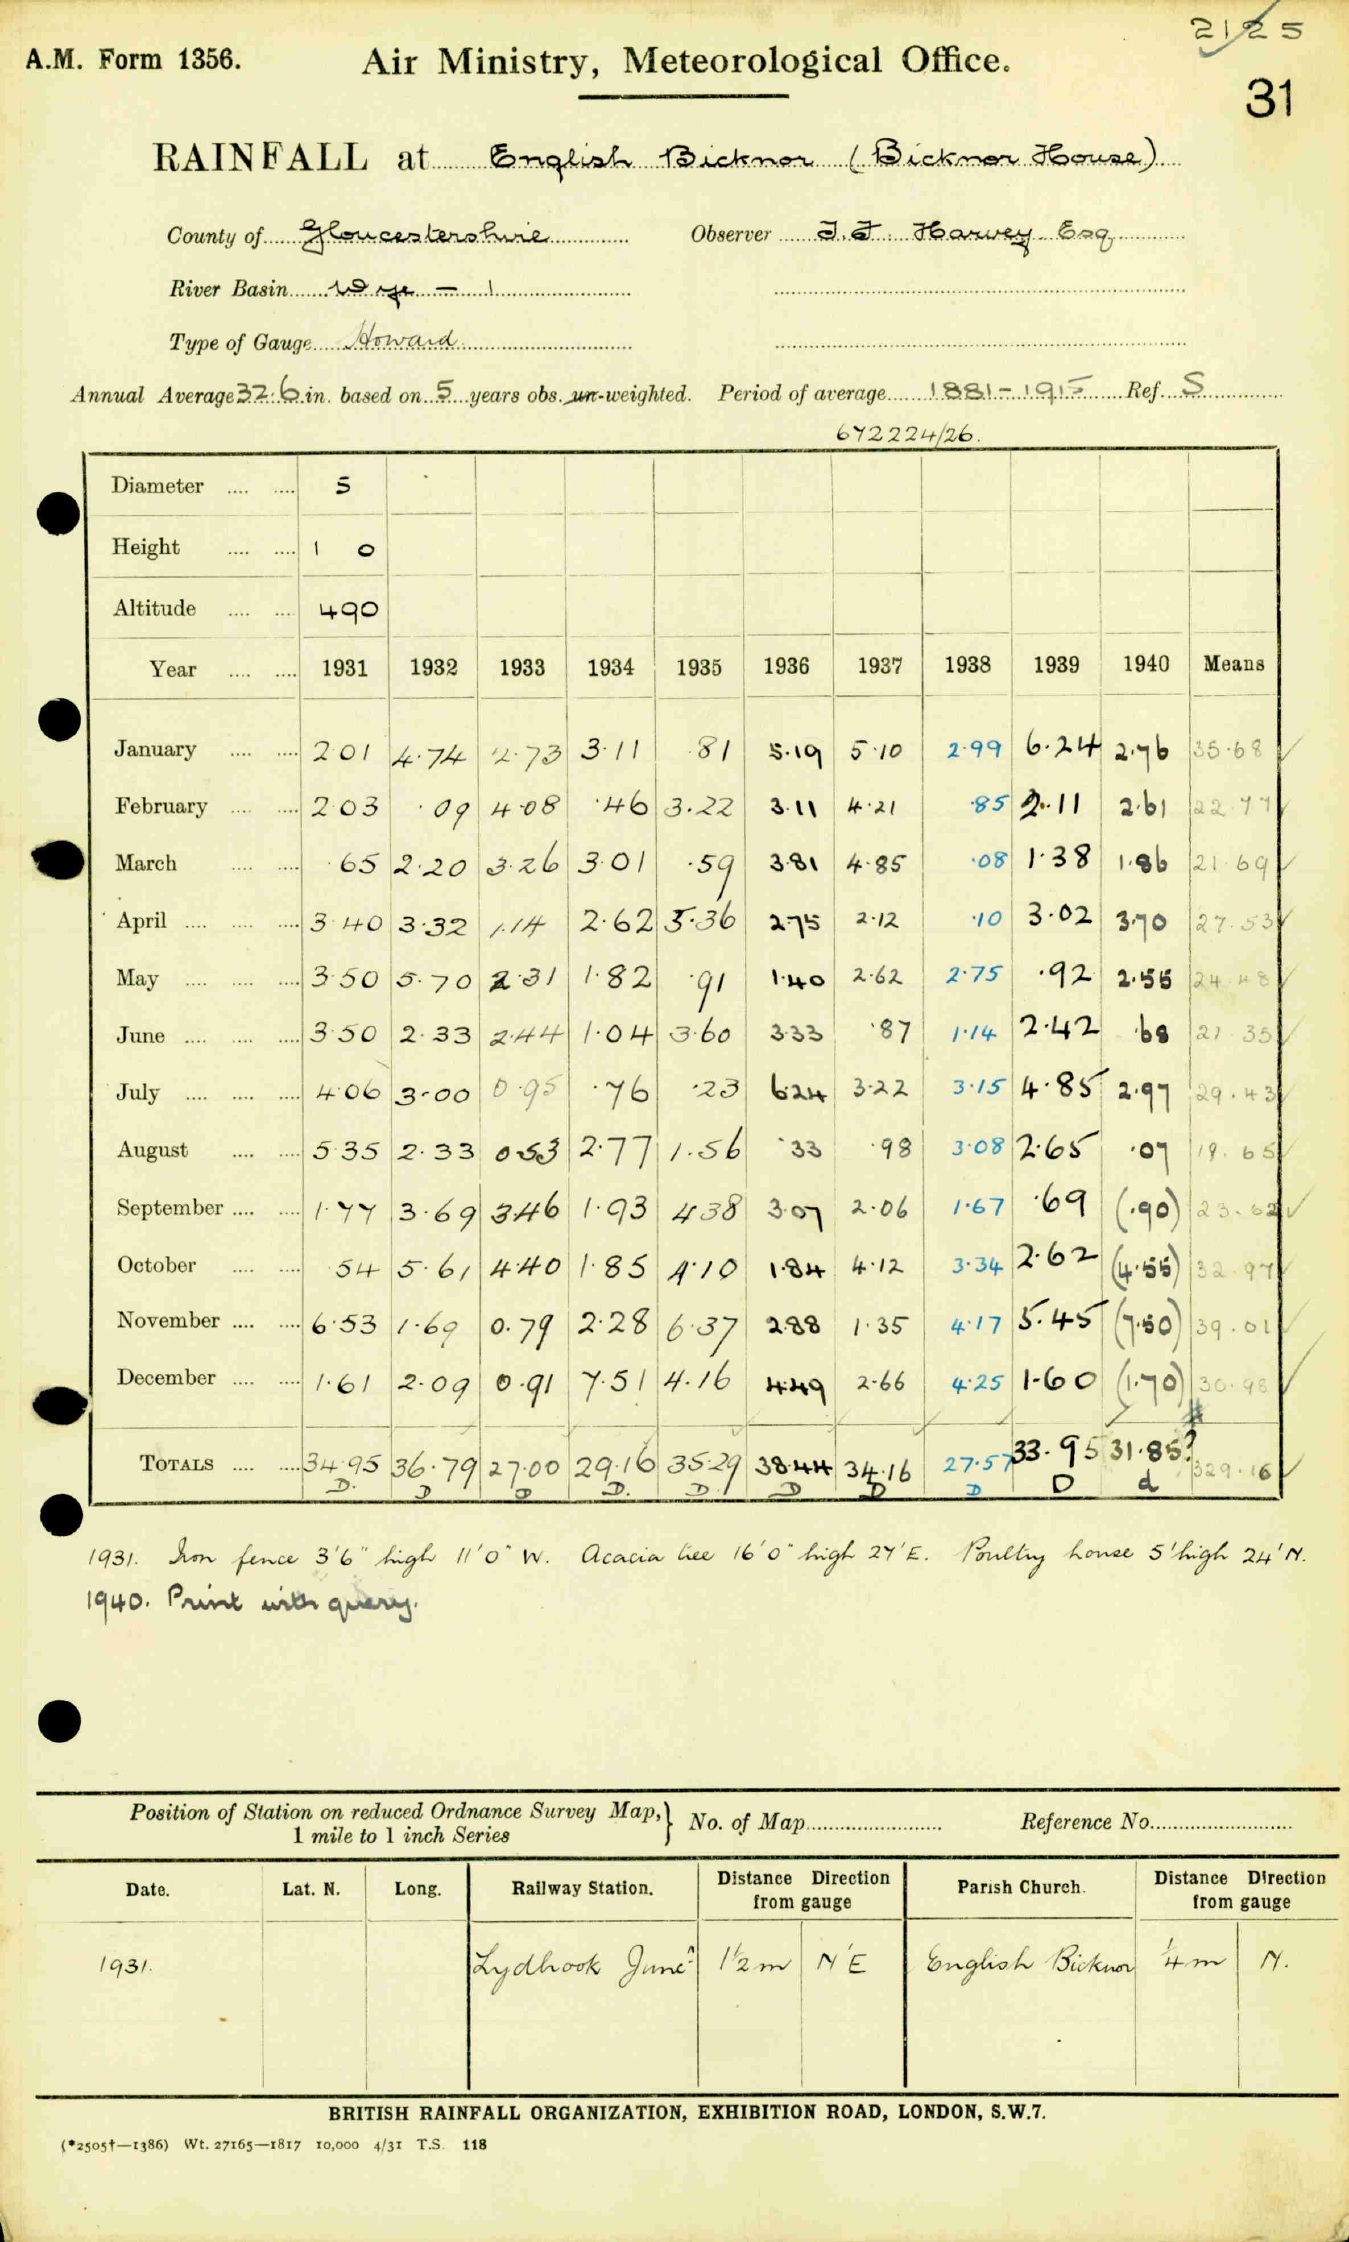 2125
A.M. Form 1356. Air Ministry, Meteorological Office.
31
RAINFALL at English Bicknor (Bicknor House)
County of Gloucestershire Observer J. F. Harvey Esq
River Basin Wye - 1
Type of Gauge Howard
Annual Average 32.6 in. based on 5 years obs. un-weighted. Period of average 1881-1915 Ref. S
672224/26.
Diameter .... .... 5
Height .... .... 1 0
Altitude .... .... 490
Year .... .... 1931 1932 1933 1934 1935 1936 1937 1938 1939 1940 Means
January .... .... 2.01 4.74 2.73 3.11 .81 5.19 5.10 2.99 6.24 2.76 35.68 ✓
February .... .... 2.03 .09 4.08 .46 3.22 3.11 4.21 .85 2.11 2.61 22.77 ✓
March .... .... .65 2.20 3.26 3.01 .59 3.81 4.85 .08 1.38 1.86 21.69 ✓
April .... .... .... 3.40 3.32 1.14 2.62 5.36 2.75 2.12 .10 3.02 3.70 27.53 ✓
May .... .... .... 3.50 5.70 2.31 1.82 .91 1.40 2.62 2.75 .92 2.55 24.48 ✓
June .... .... .... 3.50 2.33 2.44 1.04 3.60 3.33 .87 1.14 2.42 .68 21.35 ✓
July .... .... .... 4.06 3.00 0.95 .76 .23 6.24 3.22 3.15 4.85 2.97 29.43 ✓
August .... .... 5.35 2.33 0.53 2.77 1.56 .33 .98 3.08 2.65 .07 19.65 ✓
September .... .... 1.77 3.69 3.46 1.93 4.38 3.07 2.06 1.67 .69 (.90) 23.62 ✓
October .... .... .54 5.61 4.40 1.85 4.10 1.84 4.12 3.34 2.62 (4.55) 32.97 ✓
November .... .... 6.53 1.69 0.79 2.28 6.37 2.88 1.35 4.17 5.45 (7.50) 39.01 ✓
December .... .... 1.61 2.09 0.91 7.51 4.16 4.49 2.66 4.25 1.60 (1.70) 30.98 ✓
TOTALS .... .... 34.95 36.79 27.00 29.16 35.29 38.44 34.16 27.57 33.95 31.85? 329.16 ✓
D. D D D. D. D D D D d
1931. Iron fence 3'6" high 11'0" W. Acacia tree 16'0" high 27' E. Poultry house 5' high 24' N.
1940. Print with query.
Position of Station on reduced Ordnance Survey Map, } No. of Map Reference No.
1 mile to 1 inch Series
Date. Lat. N. Long. Railway Station. Distance Direction from gauge Parish Church. Distance Direction from gauge
1931. Lydbrook Juncⁿ 1½ m N'E English Bicknor ¼ m N.
BRITISH RAINFALL ORGANIZATION, EXHIBITION ROAD, LONDON, S.W.7.
(*2505†—1386) Wt. 27165—1817 10,000 4/31 T.S. 118